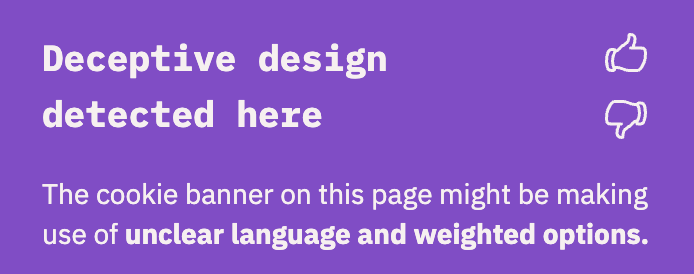 Deceptive design
detected here
The cookie banner on this page might be making
use of unclear language and weighted options.